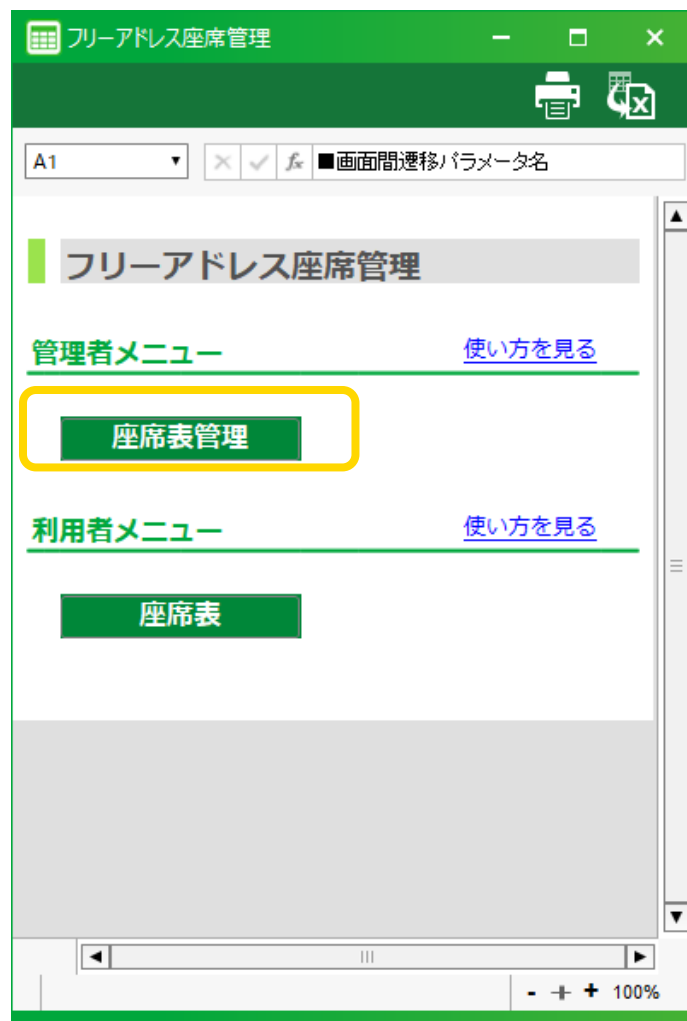 フリーアドレス座席管理
A1
fx
■画面間遷移パラメータ名
フリーアドレス座席管理
管理者メニュー
使い方を見る
座席表管理
利用者メニュー
使い方を見る
座席表
- + 100%